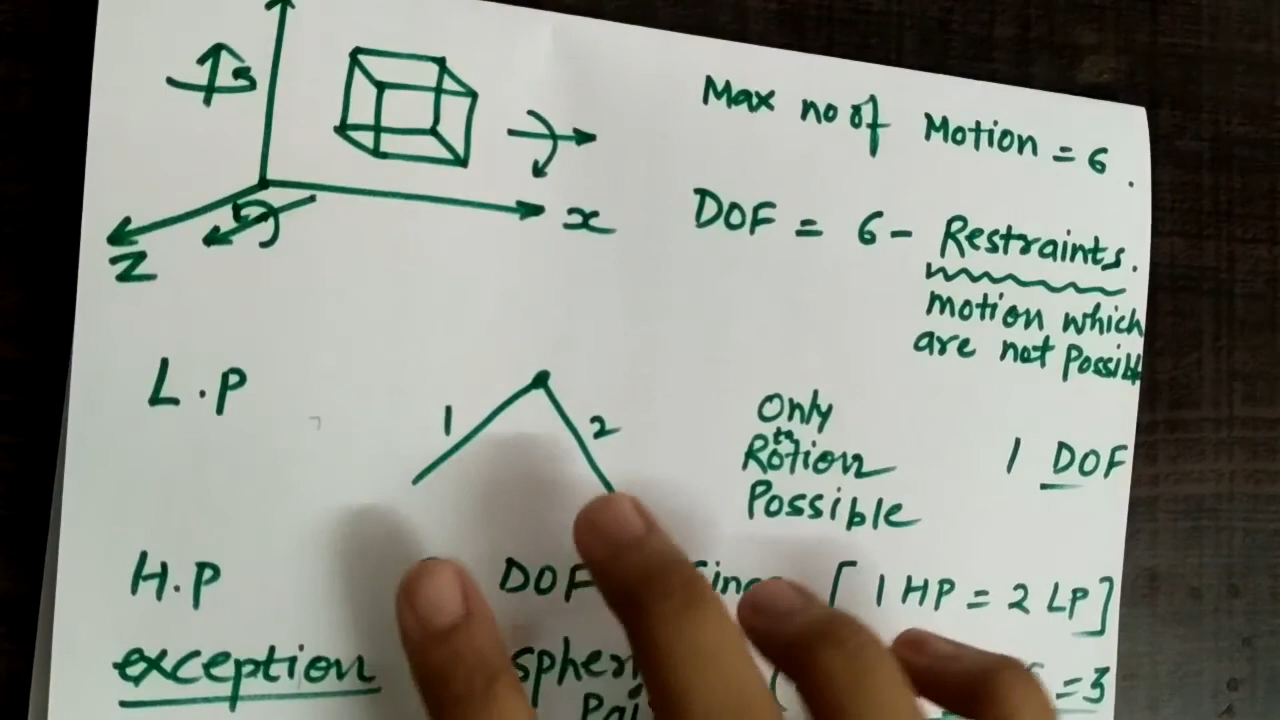 Max no of Motion = 6.
DOF = 6 - Restraints.
motion which
are not Possibl
x
Z
L.P
1
2
Only
Rotion
Possible
1 DOF
H.P
DOF
[ 1 HP = 2 LP ]
exception
= 3